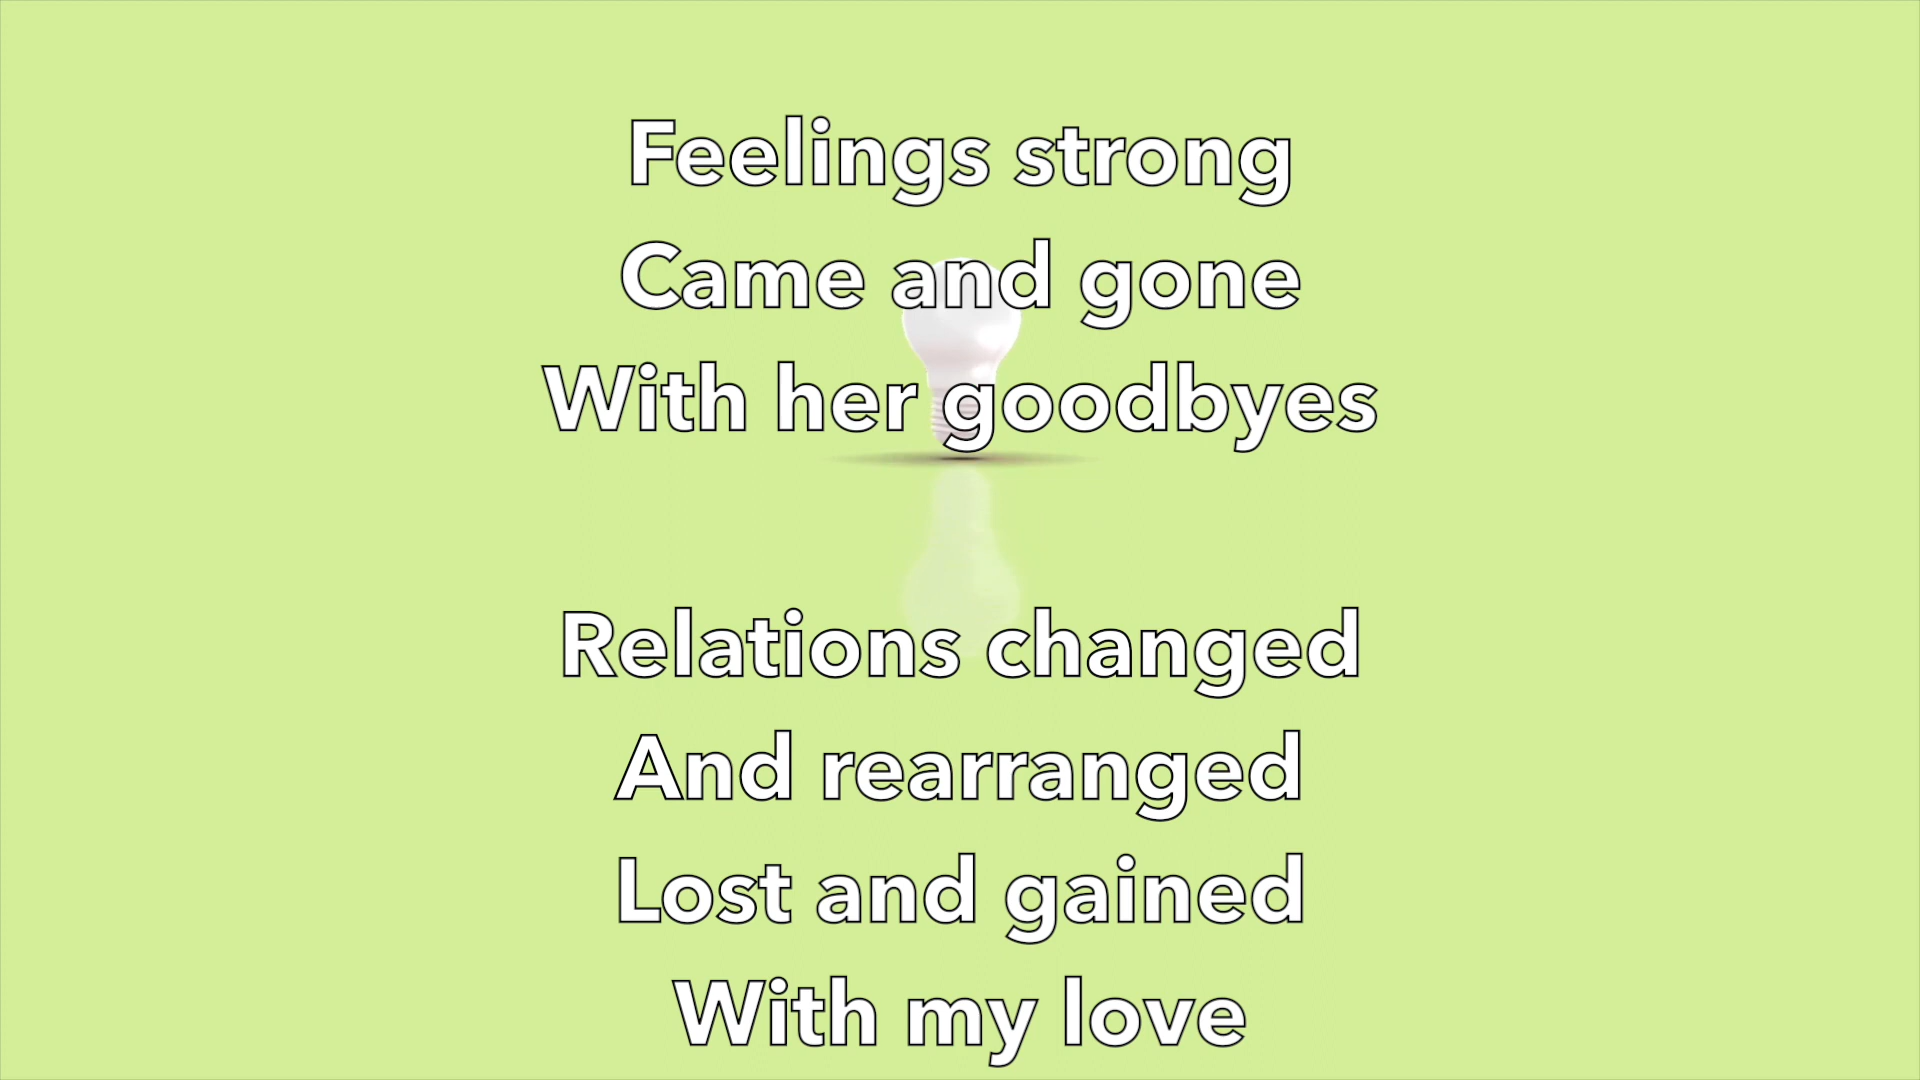 Feelings strong
Came and gone
With her goodbyes
Relations changed
And rearranged
Lost and gained
With my love